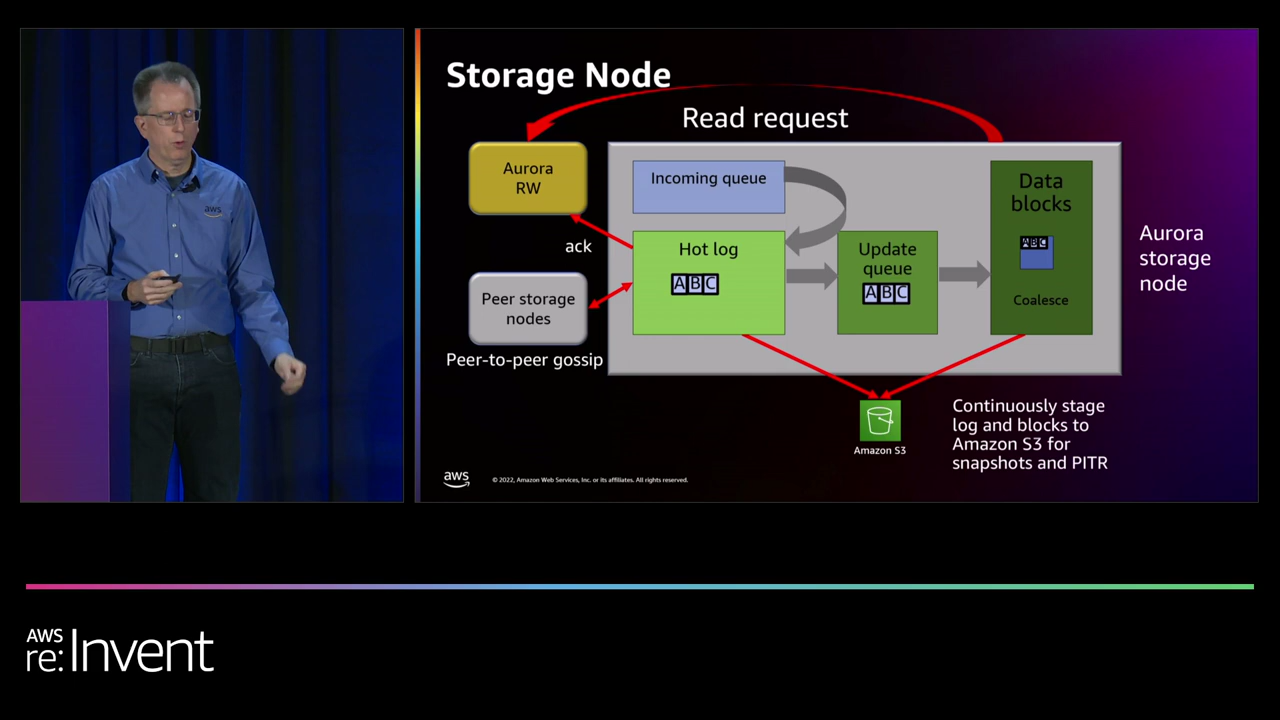 aws
Storage Node
Read request
Aurora
RW
Incoming queue
Data
blocks
ABC
Coalesce
ack
Hot log
ABC
Update
queue
ABC
Aurora
storage
node
Peer storage
nodes
Peer-to-peer gossip
Amazon S3
Continuously stage
log and blocks to
Amazon S3 for
snapshots and PITR
aws
© 2022, Amazon Web Services, Inc. or its affiliates. All rights reserved.
AWS
re:Invent